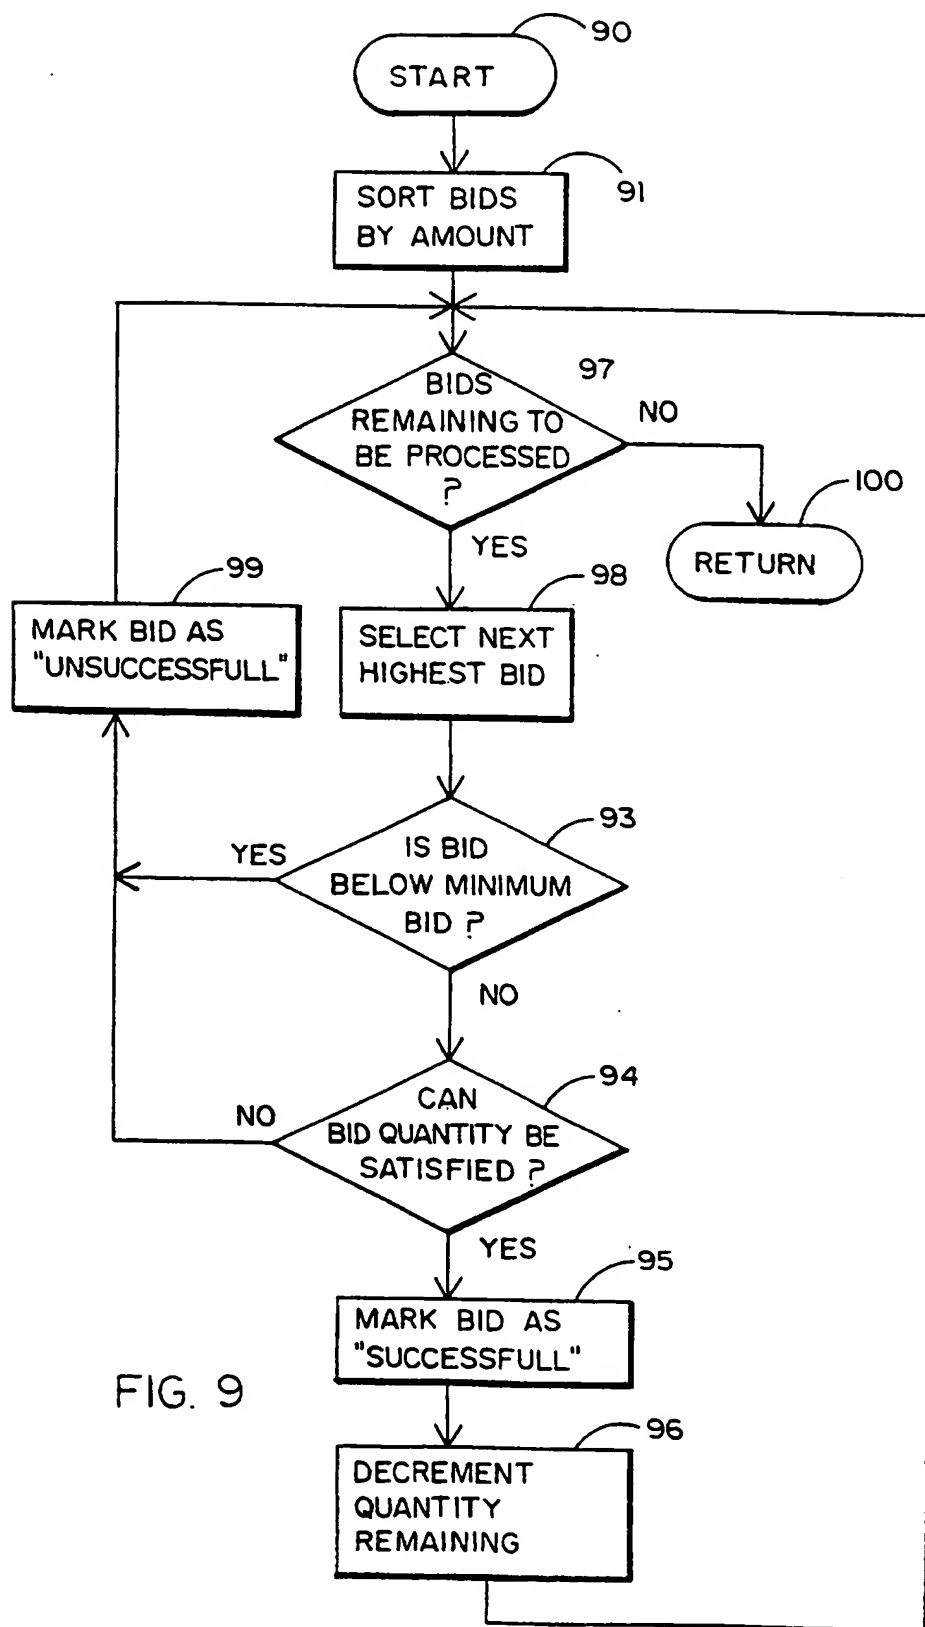 90
START
91
SORT BIDS
BY AMOUNT
97
BIDS
REMAINING TO
BE PROCESSED
?
NO
100
RETURN
YES
99
MARK BID AS
"UNSUCCESSFULL"
98
SELECT NEXT
HIGHEST BID
93
YES
IS BID
BELOW MINIMUM
BID ?
NO
94
NO
CAN
BID QUANTITY BE
SATISFIED ?
YES
95
MARK BID AS
"SUCCESSFULL"
FIG. 9
96
DECREMENT
QUANTITY
REMAINING